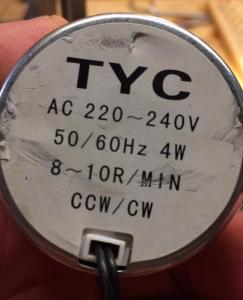 TYC
AC 220~240V
50/60Hz 4W
8~10R/MIN
CCW/CW